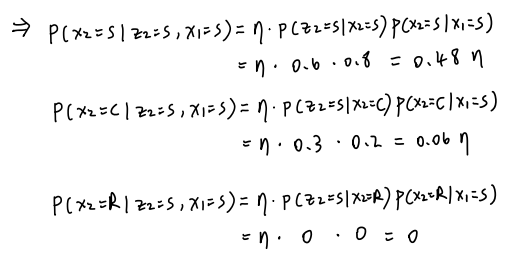 ⇒ P(x₂=S | z₂=S, x₁=S) = η · P(z₂=S|x₂=S) P(x₂=S|x₁=S)
= η · 0.6 · 0.8 = 0.48 η
P(x₂=C | z₂=S, x₁=S) = η · P(z₂=S|x₂=C) P(x₂=C|x₁=S)
= η · 0.3 · 0.2 = 0.06 η
P(x₂=R | z₂=S, x₁=S) = η · P(z₂=S|x₂=R) P(x₂=R|x₁=S)
= η · 0 · 0 = 0